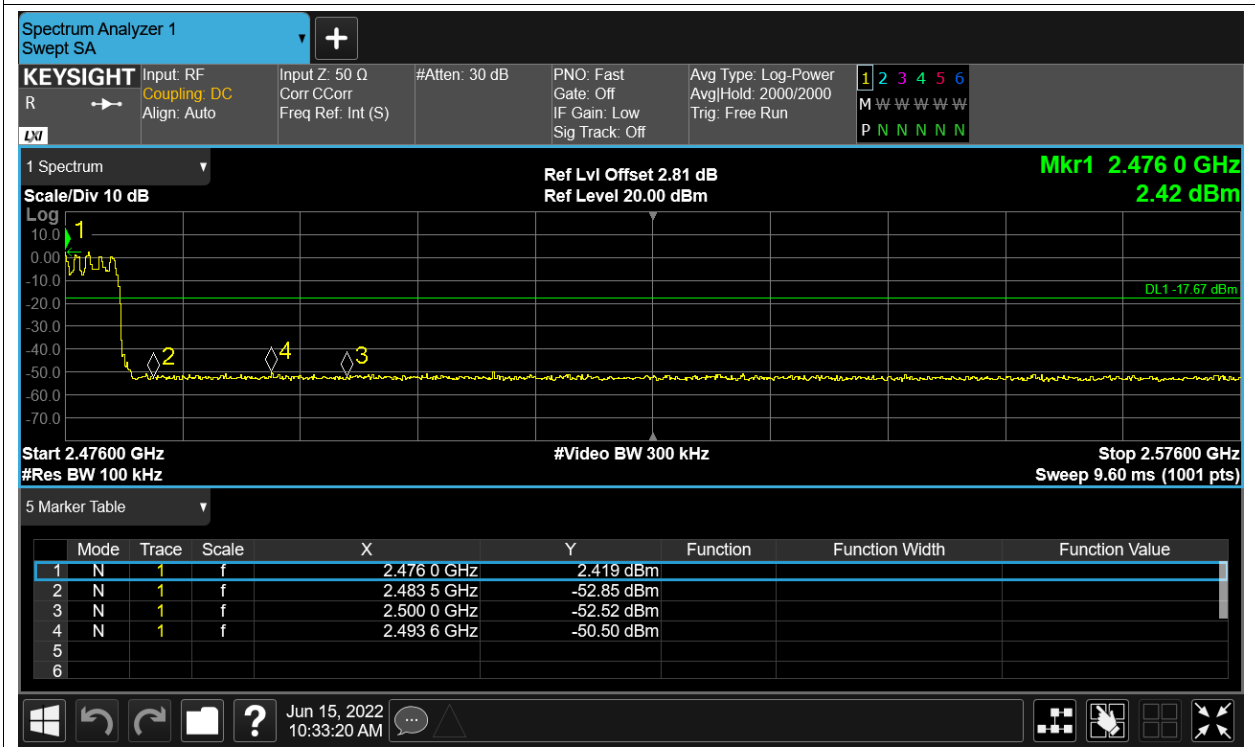 Spectrum Analyzer 1
Swept SA
KEYSIGHT
R
LXI
Input: RF
Coupling: DC
Align: Auto
Input Z: 50 Ω
Corr CCorr
Freq Ref: Int (S)
#Atten: 30 dB
PNO: Fast
Gate: Off
IF Gain: Low
Sig Track: Off
Avg Type: Log-Power
Avg|Hold: 2000/2000
Trig: Free Run
1 2 3 4 5 6
M W W W W W
P N N N N N
1 Spectrum
Scale/Div 10 dB
Ref Lvl Offset 2.81 dB
Ref Level 20.00 dBm
Mkr1 2.476 0 GHz
2.42 dBm
Log
10.0
0.00
-10.0
-20.0
-30.0
-40.0
-50.0
-60.0
-70.0
1
2
4
3
DL1 -17.67 dBm
Start 2.47600 GHz
#Video BW 300 kHz
Stop 2.57600 GHz
#Res BW 100 kHz
Sweep 9.60 ms (1001 pts)
5 Marker Table
Mode Trace Scale X Y Function Function Width Function Value
1 N 1 f 2.476 0 GHz 2.419 dBm
2 N 1 f 2.483 5 GHz -52.85 dBm
3 N 1 f 2.500 0 GHz -52.52 dBm
4 N 1 f 2.493 6 GHz -50.50 dBm
5
6
?
Jun 15, 2022
10:33:20 AM